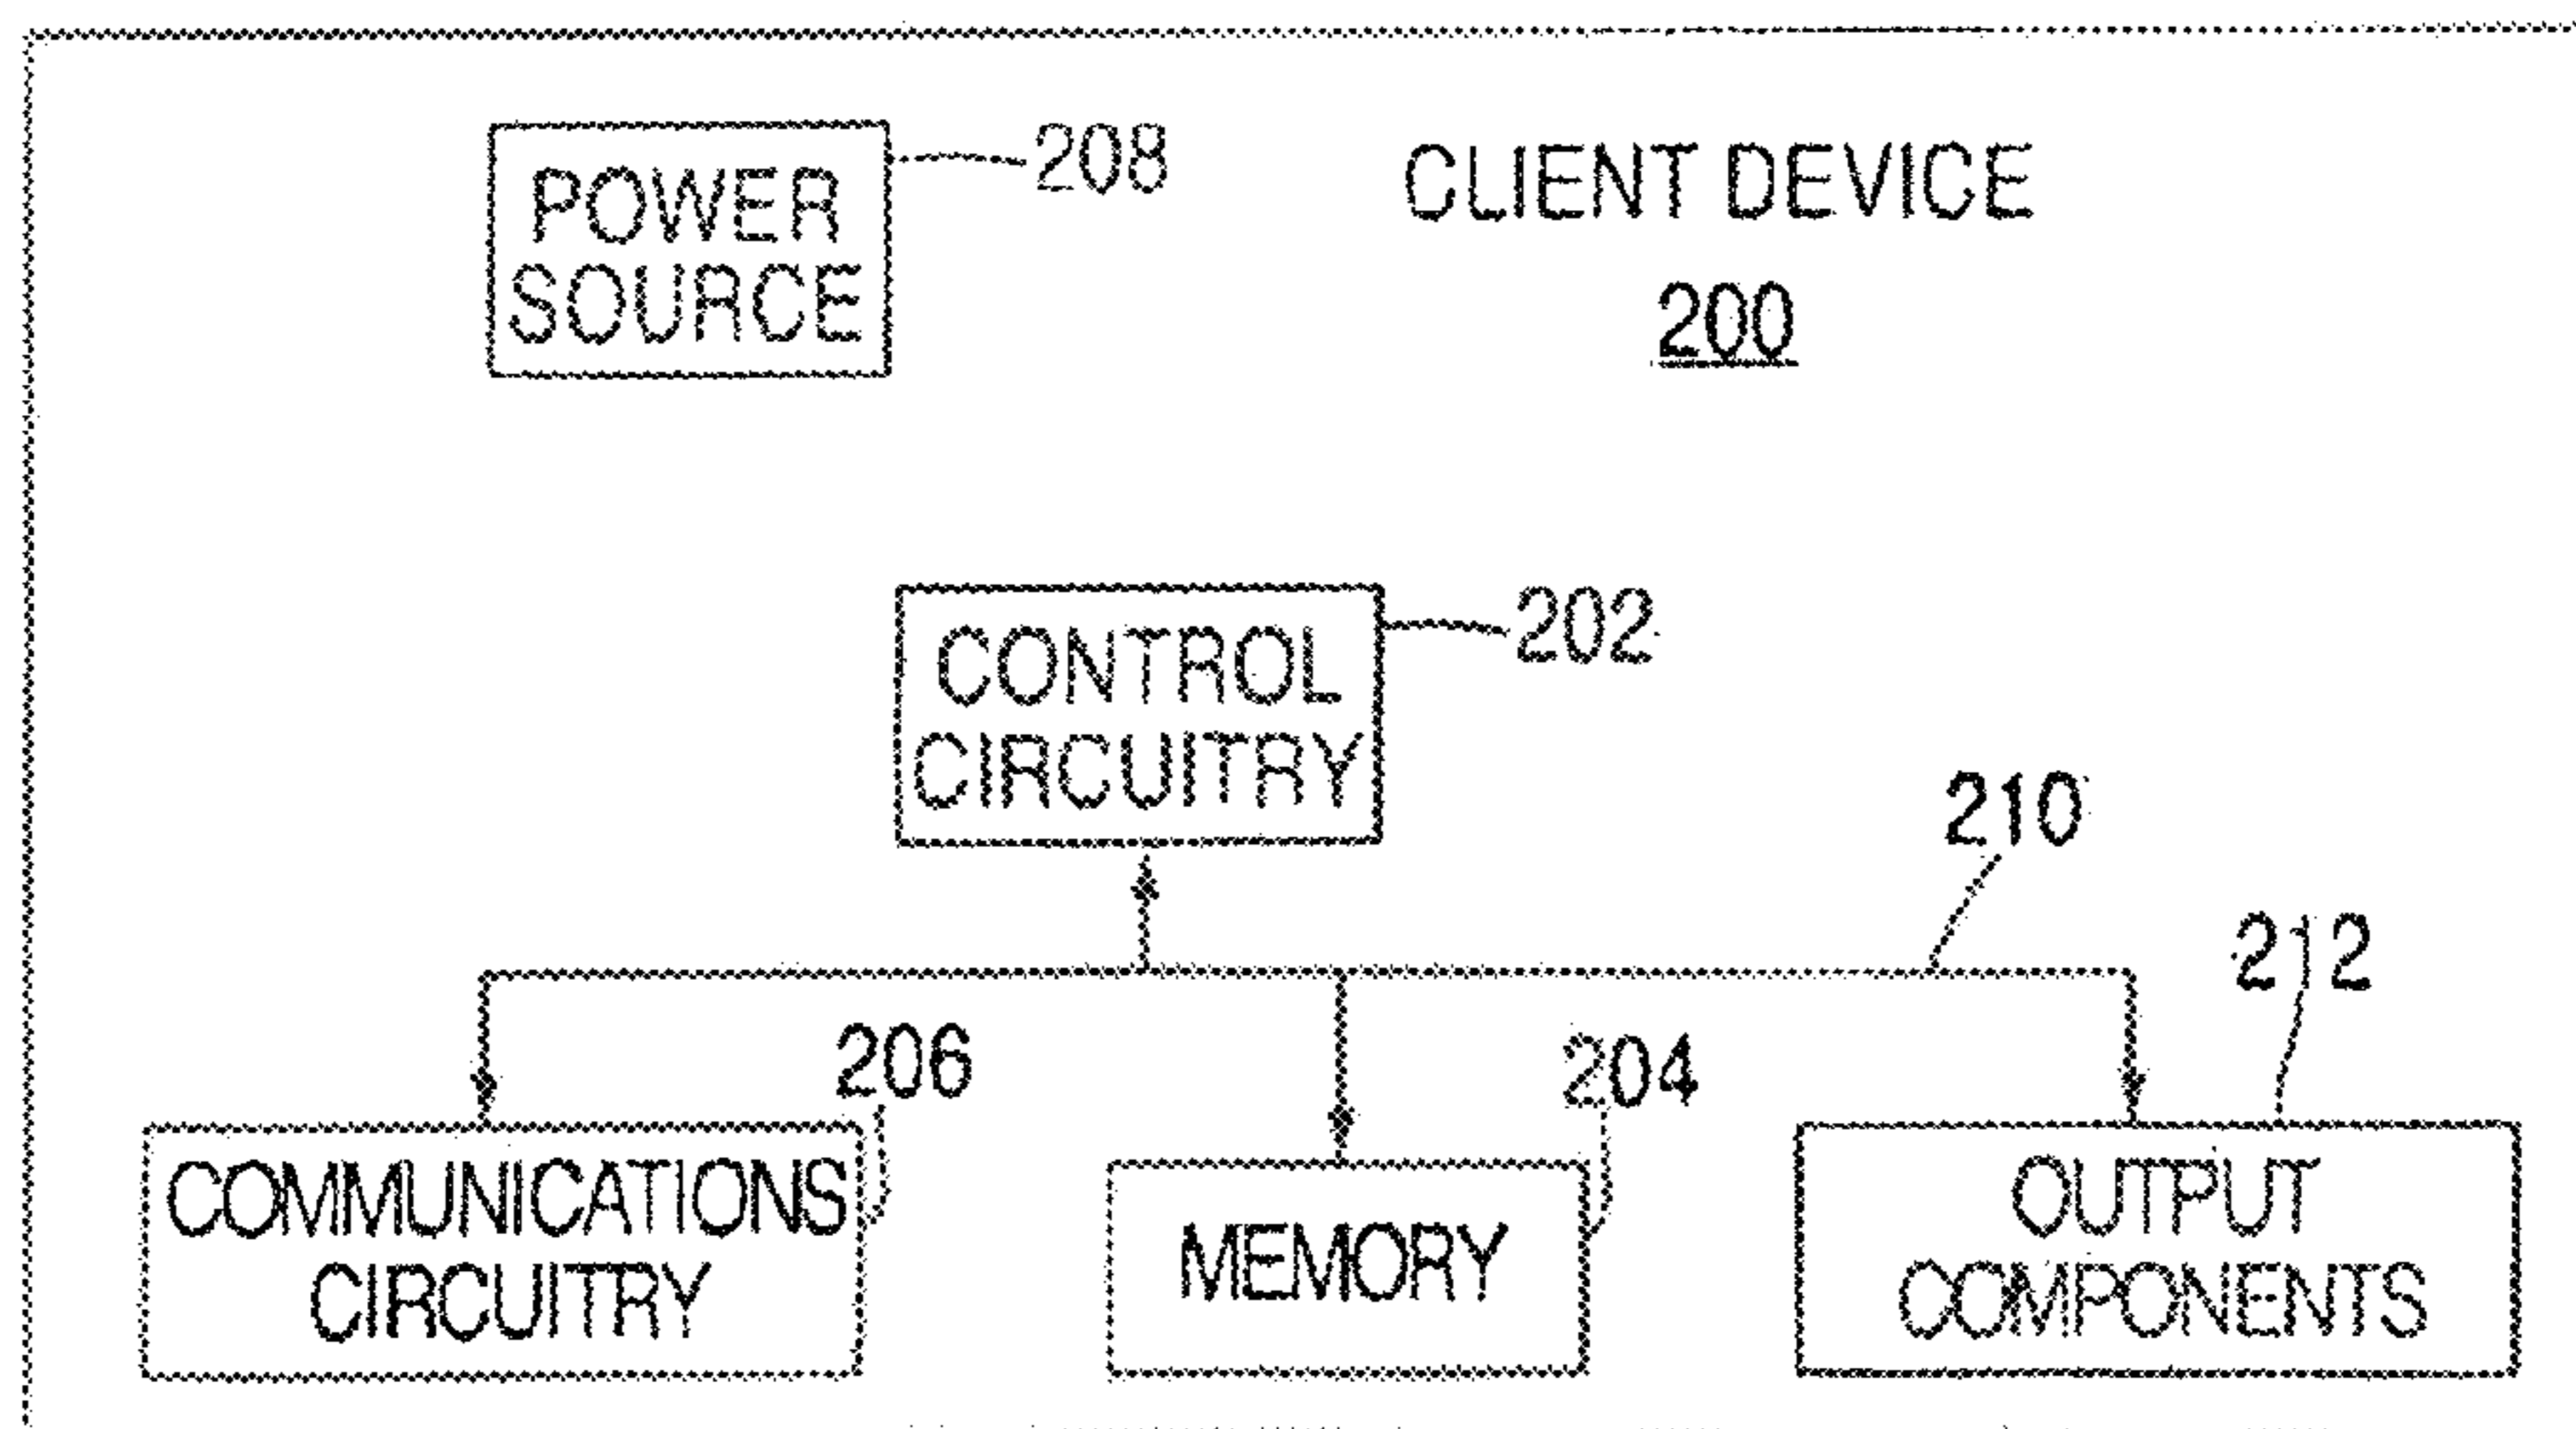 POWER
SOURCE
208
CLIENT DEVICE
200
CONTROL
CIRCUITRY
202
210
212
206
204
COMMUNICATIONS
CIRCUITRY
MEMORY
OUTPUT
COMPONENTS